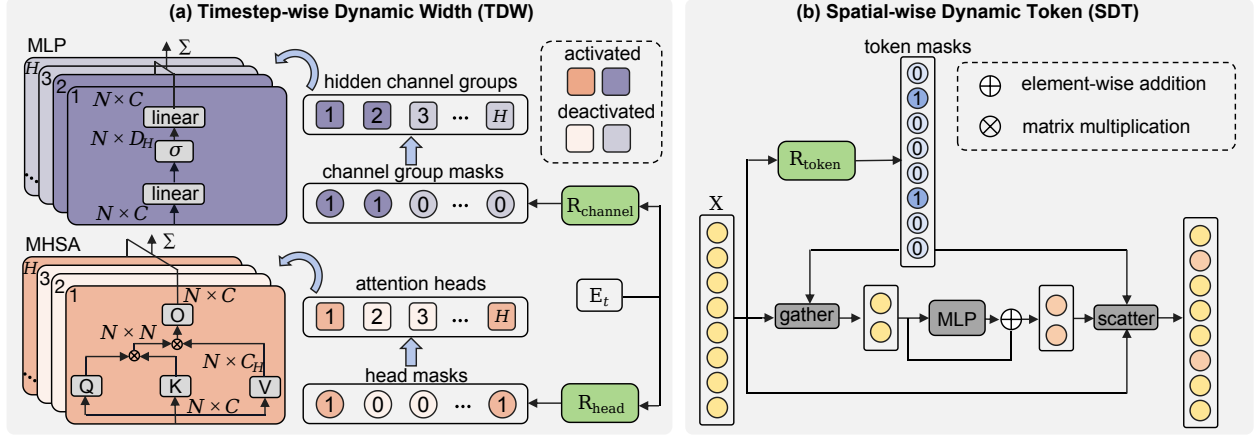 (a) Timestep-wise Dynamic Width (TDW)
MLP
Σ
H
3
2
1
N × C
linear
N × D_H
σ
linear
N × C
hidden channel groups
1 2 3 ... H
channel group masks
1 1 0 ... 0
R_channel
activated
deactivated
MHSA
Σ
H
3
2
1
N × C
O
N × N
N × C_H
Q K V
N × C
attention heads
1 2 3 ... H
head masks
1 0 0 ... 1
R_head
E_t
(b) Spatial-wise Dynamic Token (SDT)
token masks
0
1
0
0
0
1
0
0
element-wise addition
matrix multiplication
R_token
X
gather
MLP
scatter